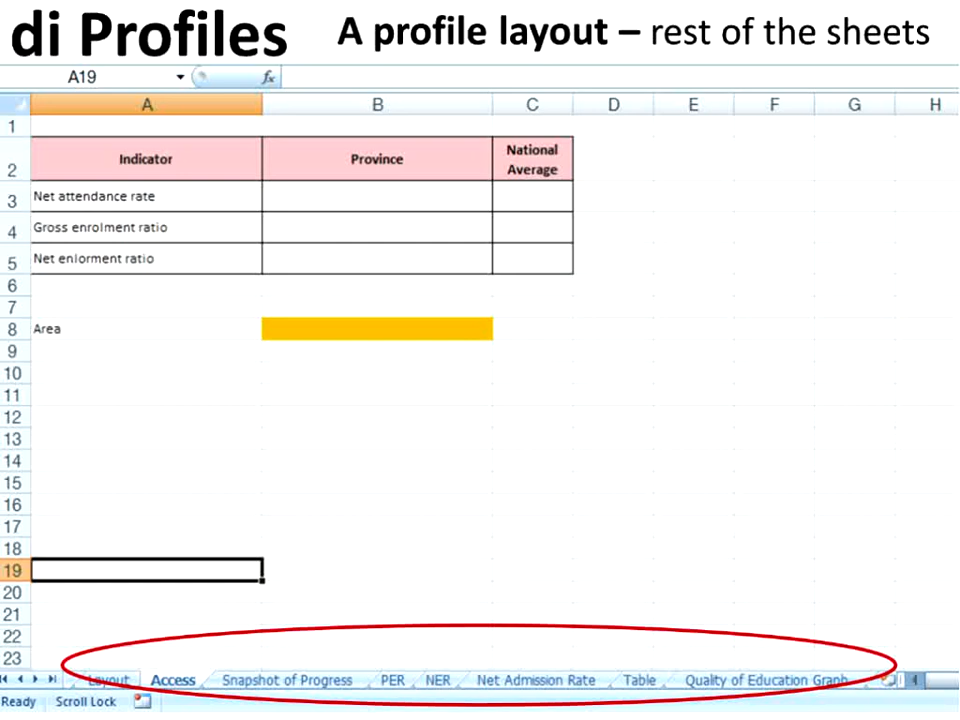 di Profiles
A profile layout – rest of the sheets
A19
fx
A B C D E F G H
1
2 Indicator Province National Average
3 Net attendance rate
4 Gross enrolment ratio
5 Net enlorment ratio
6
7
8 Area
9
10
11
12
13
14
15
16
17
18
19
20
21
22
23
Layout Access Snapshot of Progress PER NER Net Admission Rate Table Quality of Education Graph
Ready Scroll Lock